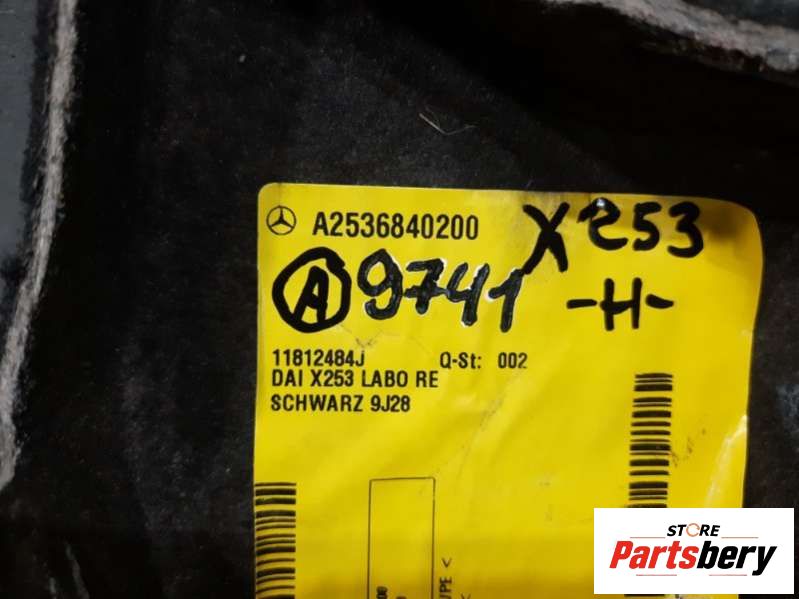 A2536840200
X253
A 9741
-H-
11812484J Q-St: 002
DAI X253 LABO RE
SCHWARZ 9J28
STORE
Partsbery